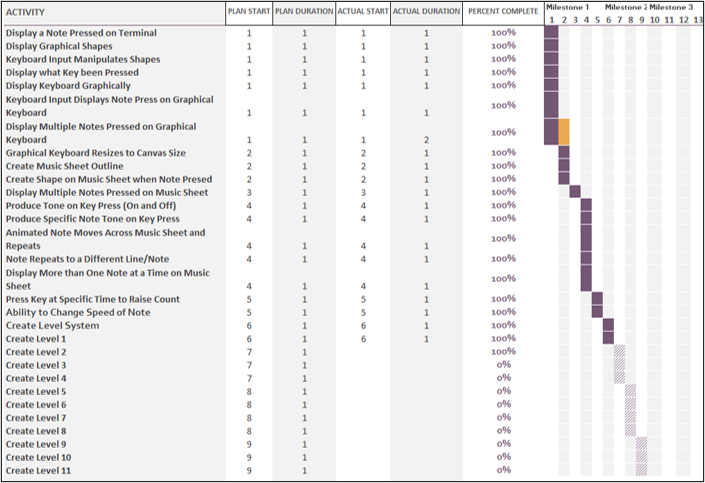 ACTIVITY PLAN START PLAN DURATION ACTUAL START ACTUAL DURATION PERCENT COMPLETE Milestone 1 Milestone 2 Milestone 3
1 2 3 4 5 6 7 8 9 10 11 12 13
Display a Note Pressed on Terminal 1 1 1 1 100%
Display Graphical Shapes 1 1 1 1 100%
Keyboard Input Manipulates Shapes 1 1 1 1 100%
Display what Key been Pressed 1 1 1 1 100%
Display Keyboard Graphically 1 1 1 1 100%
Keyboard Input Displays Note Press on Graphical
Keyboard 1 1 1 1 100%
Display Multiple Notes Pressed on Graphical
Keyboard 1 1 1 2 100%
Graphical Keyboard Resizes to Canvas Size 2 1 2 1 100%
Create Music Sheet Outline 2 1 2 1 100%
Create Shape on Music Sheet when Note Presed 2 1 2 1 100%
Display Multiple Notes Pressed on Music Sheet 3 1 3 1 100%
Produce Tone on Key Press (On and Off) 4 1 4 1 100%
Produce Specific Note Tone on Key Press 4 1 4 1 100%
Animated Note Moves Across Music Sheet and
Repeats 4 1 4 1 100%
Note Repeats to a Different Line/Note 4 1 4 1 100%
Display More than One Note at a Time on Music
Sheet 4 1 4 1 100%
Press Key at Specific Time to Raise Count 5 1 5 1 100%
Ability to Change Speed of Note 5 1 5 1 100%
Create Level System 6 1 6 1 100%
Create Level 1 6 1 6 1 100%
Create Level 2 7 1 100%
Create Level 3 7 1 0%
Create Level 4 7 1 0%
Create Level 5 8 1 0%
Create Level 6 8 1 0%
Create Level 7 8 1 0%
Create Level 8 8 1 0%
Create Level 9 9 1 0%
Create Level 10 9 1 0%
Create Level 11 9 1 0%